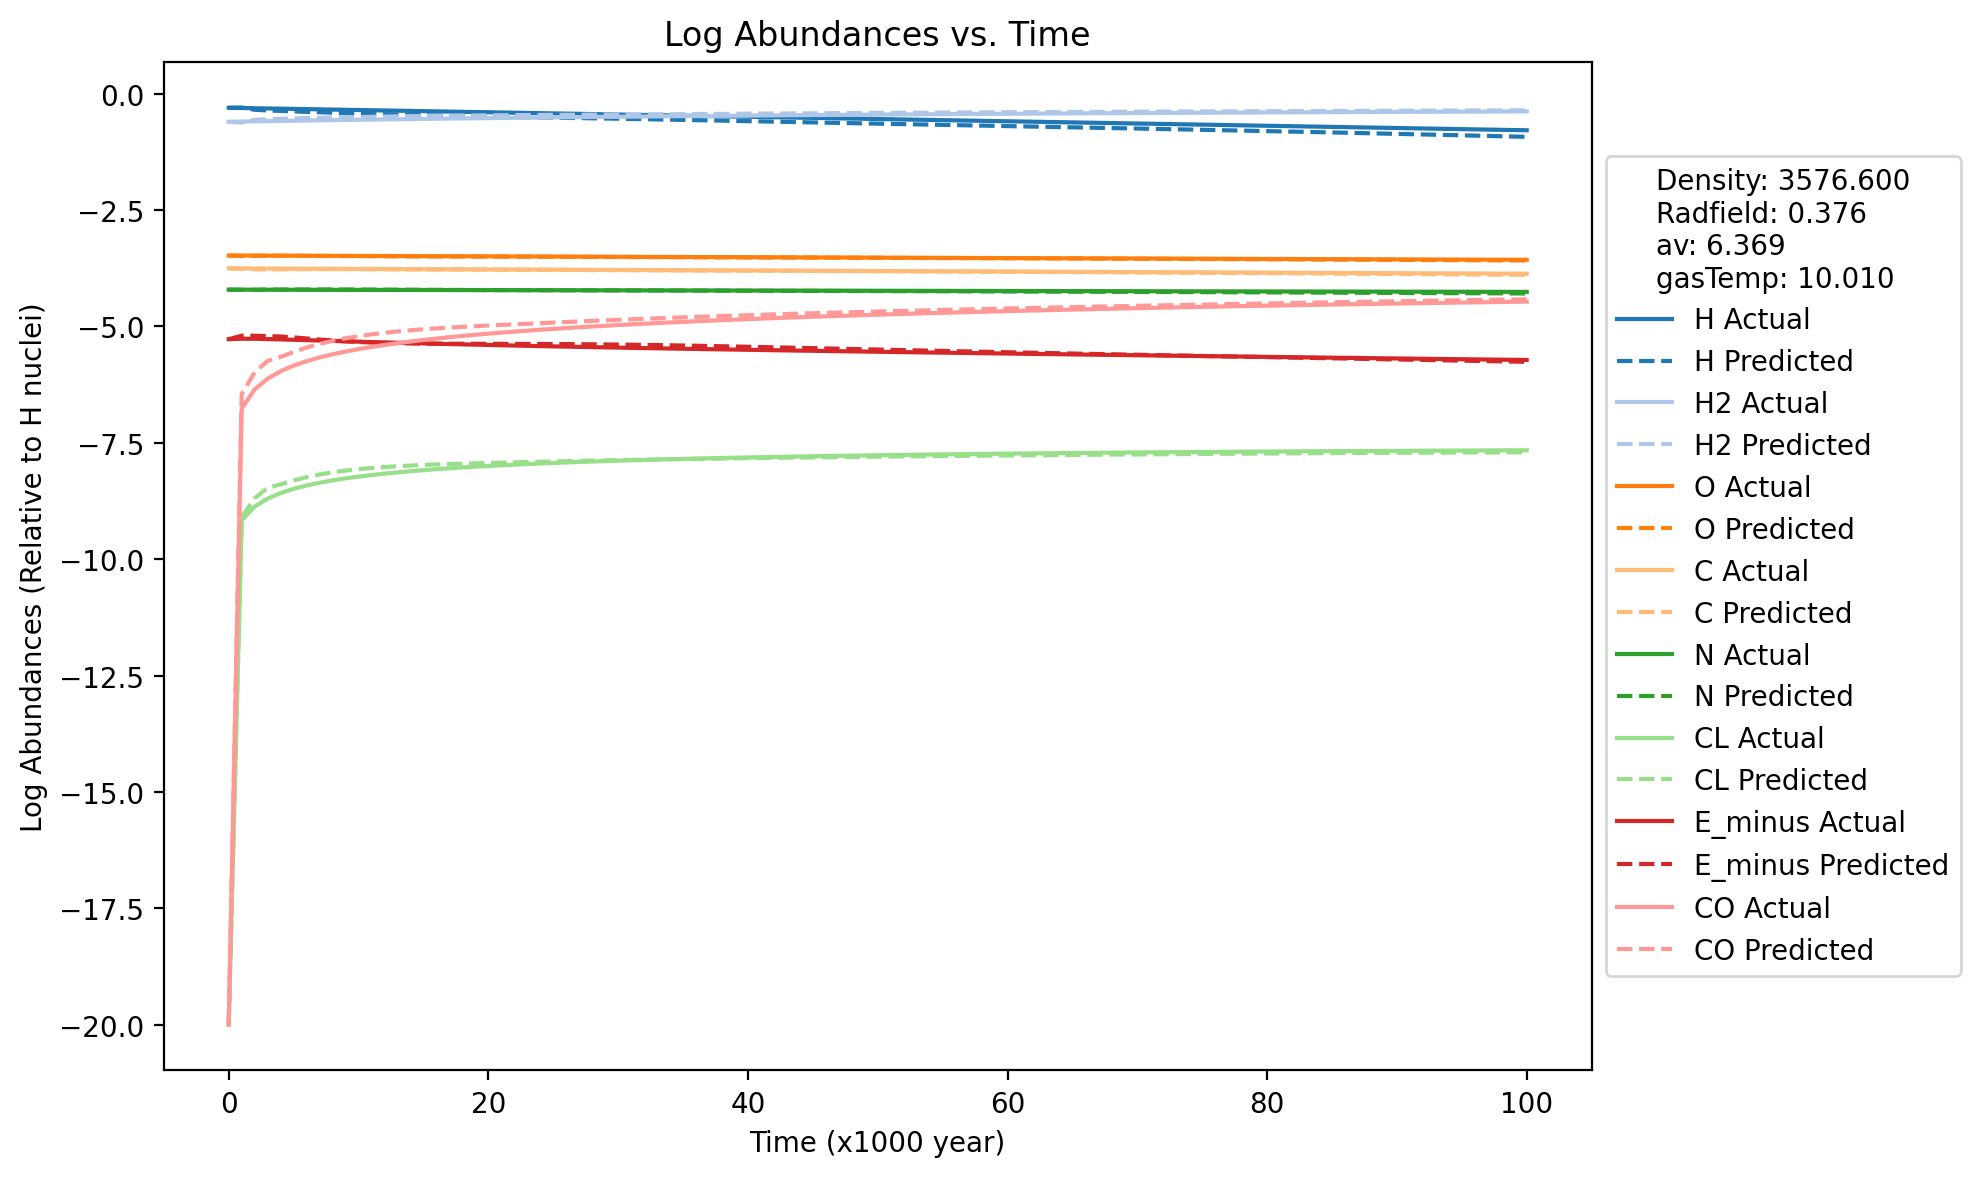 Log Abundances vs. Time
Log Abundances (Relative to H nuclei)
0.0
−2.5
−5.0
−7.5
−10.0
−12.5
−15.0
−17.5
−20.0
0
20
40
60
80
100
Time (x1000 year)
Density: 3576.600
Radfield: 0.376
av: 6.369
gasTemp: 10.010
H Actual
H Predicted
H2 Actual
H2 Predicted
O Actual
O Predicted
C Actual
C Predicted
N Actual
N Predicted
CL Actual
CL Predicted
E_minus Actual
E_minus Predicted
CO Actual
CO Predicted